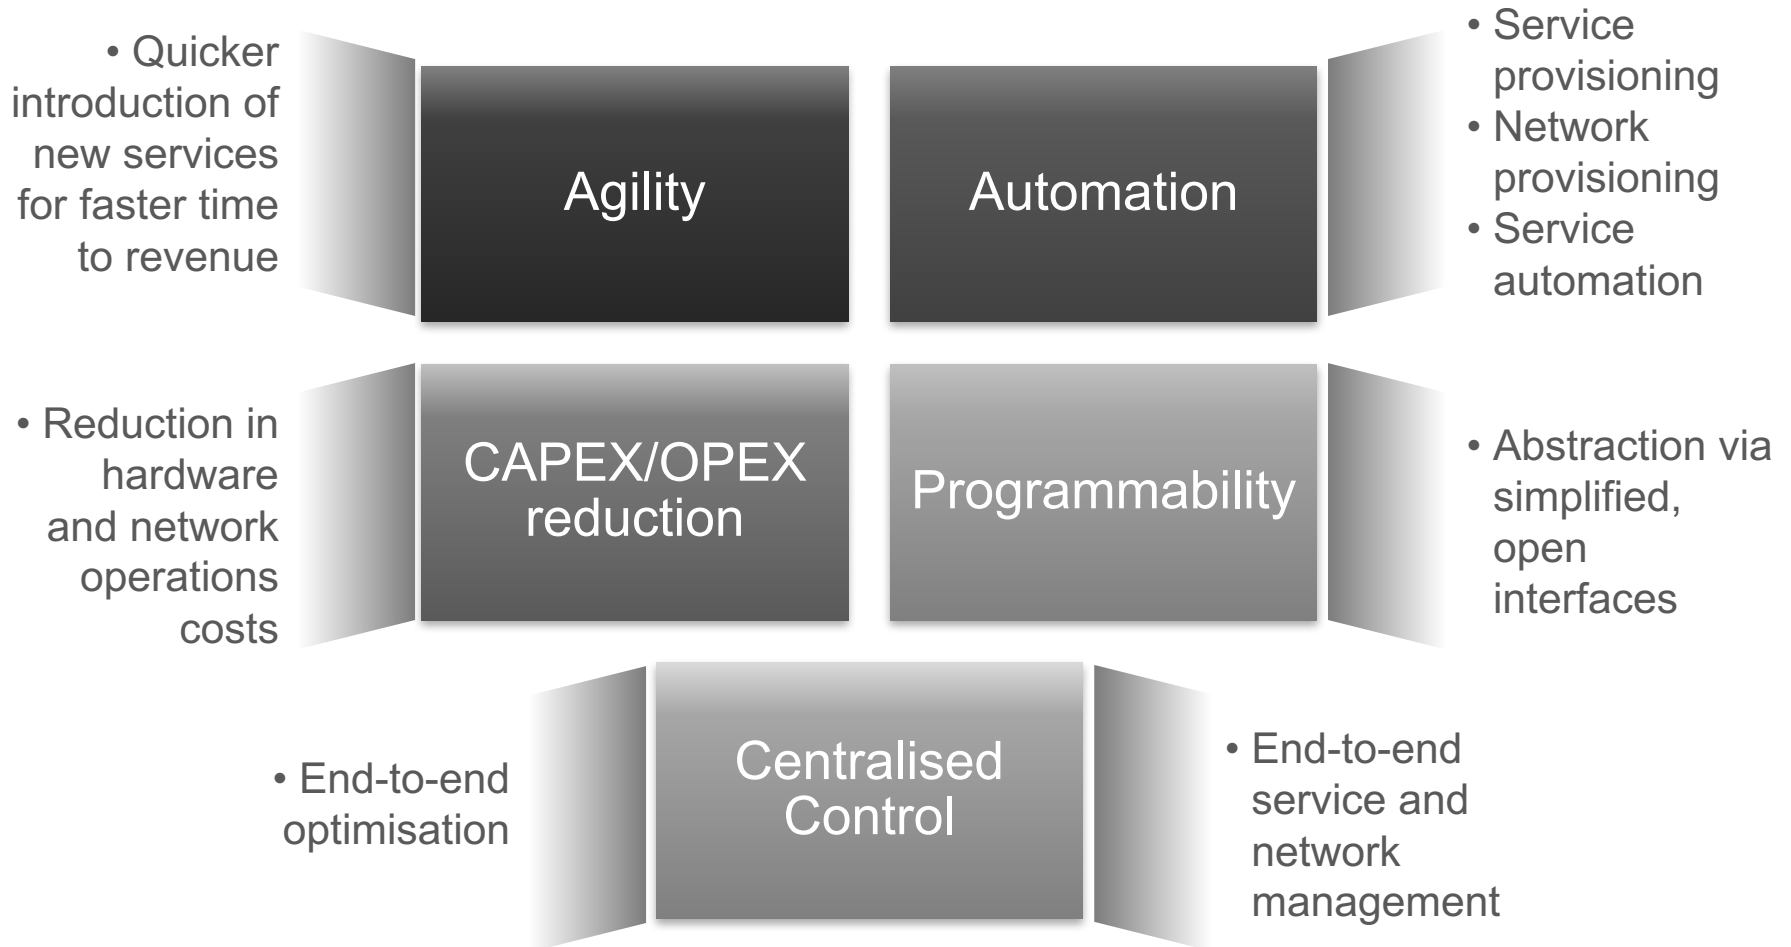 • Quicker
introduction of
new services
for faster time
to revenue
Agility
Automation
• Service
provisioning
• Network
provisioning
• Service
automation
• Reduction in
hardware
and network
operations
costs
CAPEX/OPEX
reduction
Programmability
• Abstraction via
simplified,
open
interfaces
• End-to-end
optimisation
Centralised
Control
• End-to-end
service and
network
management